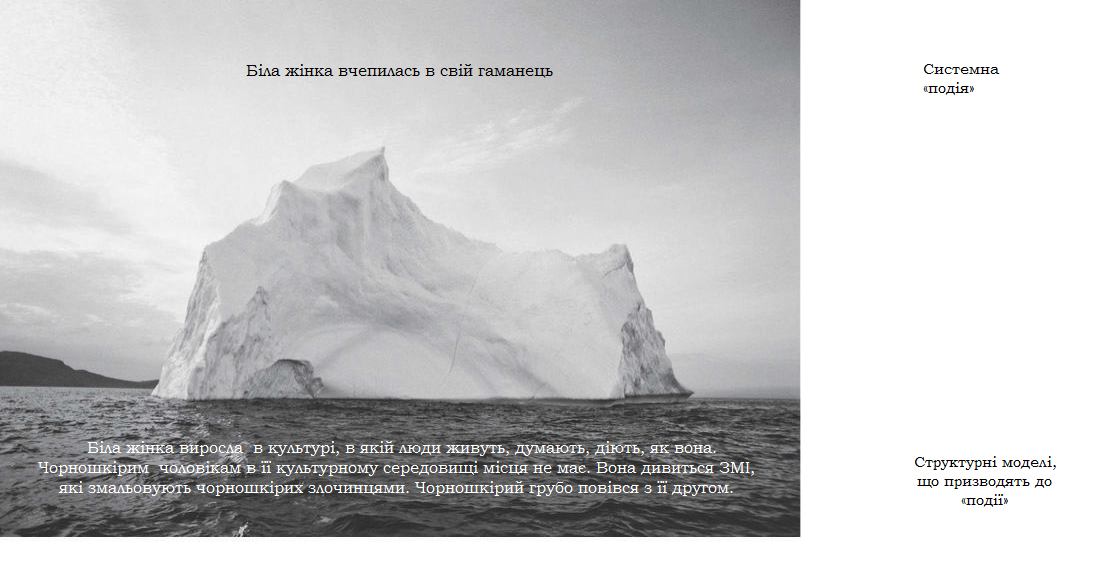 Біла жінка вчепилась в свій гаманець
Системна
«подія»
Біла жінка виросла в культурі, в якій люди живуть, думають, діють, як вона.
Чорношкірим чоловікам в її культурному середовищі місця не має. Вона дивиться ЗМІ,
які змальовують чорношкірих злочинцями. Чорношкірий грубо повівся з її другом.
Структурні моделі,
що призводять до
«події»